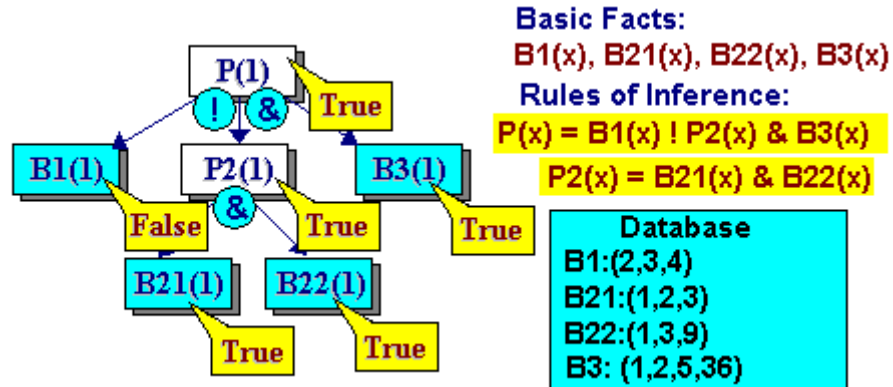 P(1)
! &
True
B1(1)
P2(1)
B3(1)
&
False
True
True
B21(1)
B22(1)
True
True
Basic Facts:
B1(x), B21(x), B22(x), B3(x)
Rules of Inference:
P(x) = B1(x) ! P2(x) & B3(x)
P2(x) = B21(x) & B22(x)
Database
B1:(2,3,4)
B21:(1,2,3)
B22:(1,3,9)
B3: (1,2,5,36)